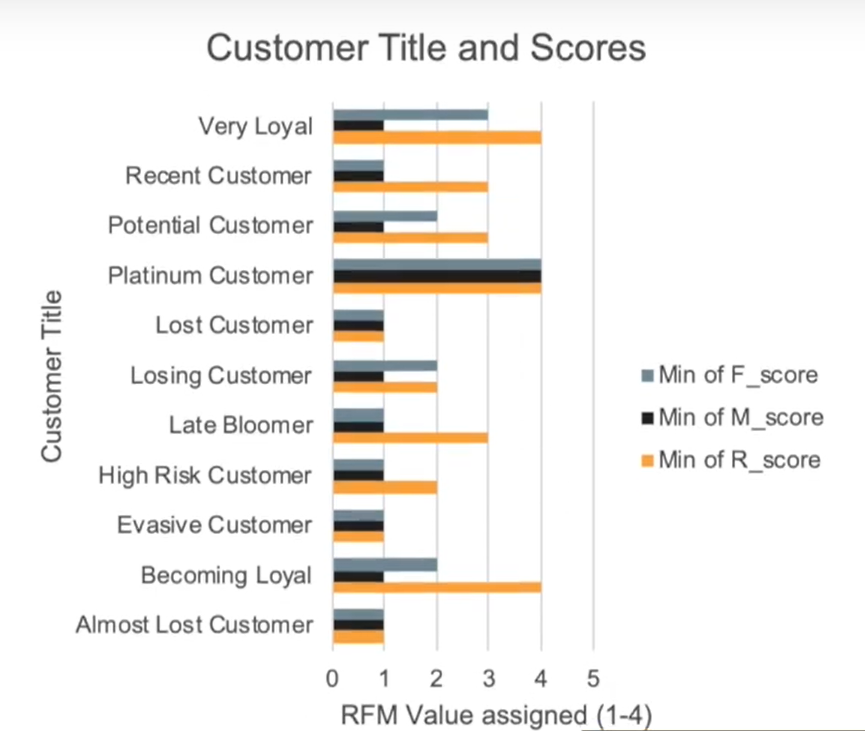 Customer Title and Scores
Customer Title
Very Loyal
Recent Customer
Potential Customer
Platinum Customer
Lost Customer
Losing Customer
Late Bloomer
High Risk Customer
Evasive Customer
Becoming Loyal
Almost Lost Customer
0 1 2 3 4 5
RFM Value assigned (1-4)
Min of F_score
Min of M_score
Min of R_score